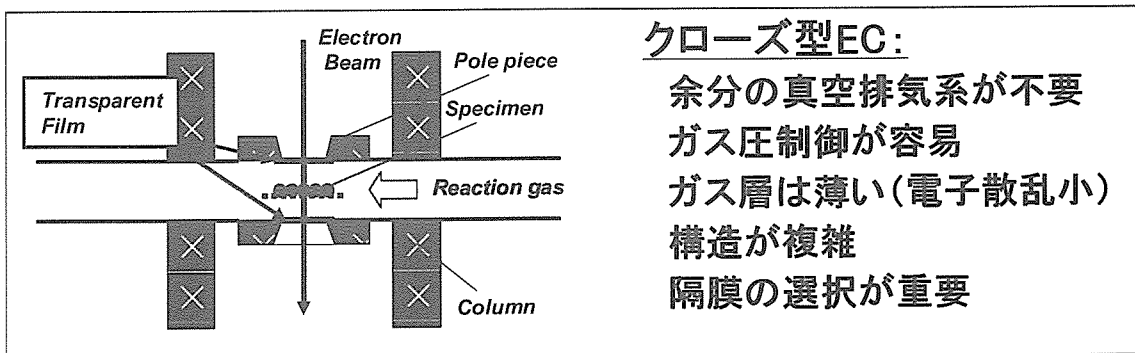 Electron
Beam
Pole piece
Transparent
Film
Specimen
Reaction gas
Column
クローズ型EC:
余分の真空排気系が不要
ガス圧制御が容易
ガス層は薄い(電子散乱小)
構造が複雑
隔膜の選択が重要